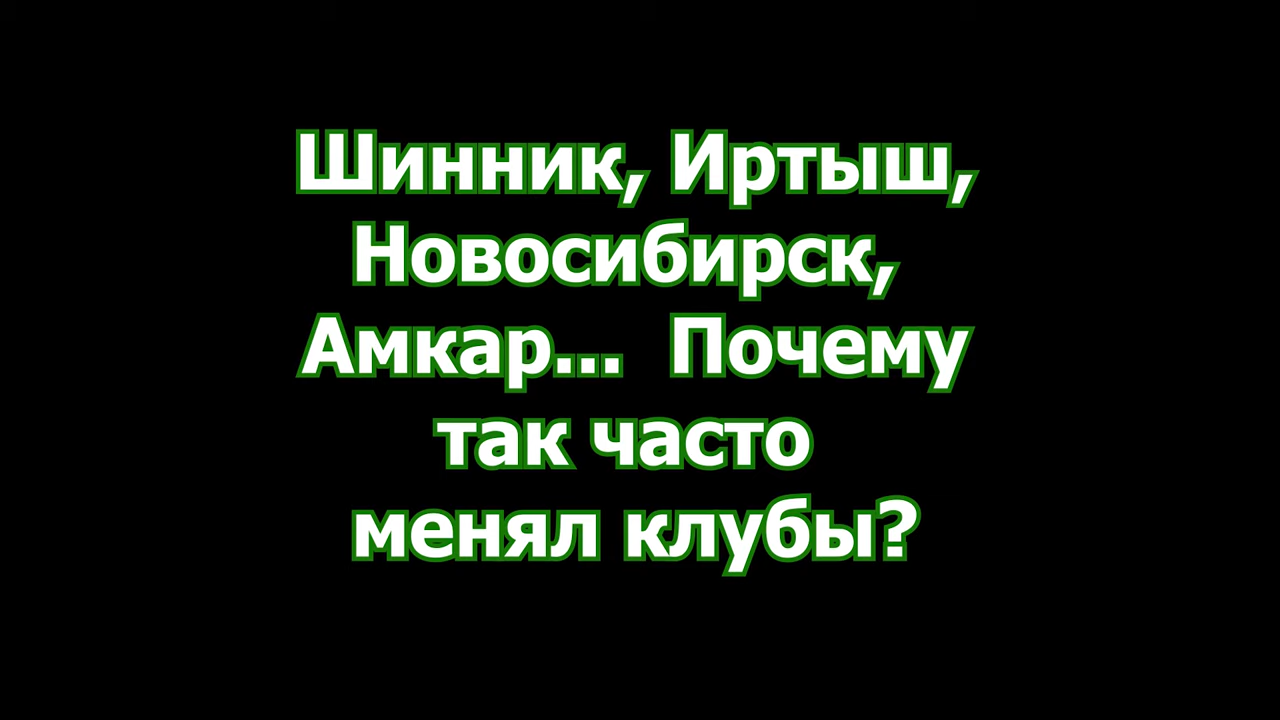 Шинник, Иртыш,
Новосибирск,
Амкар... Почему
так часто
менял клубы?